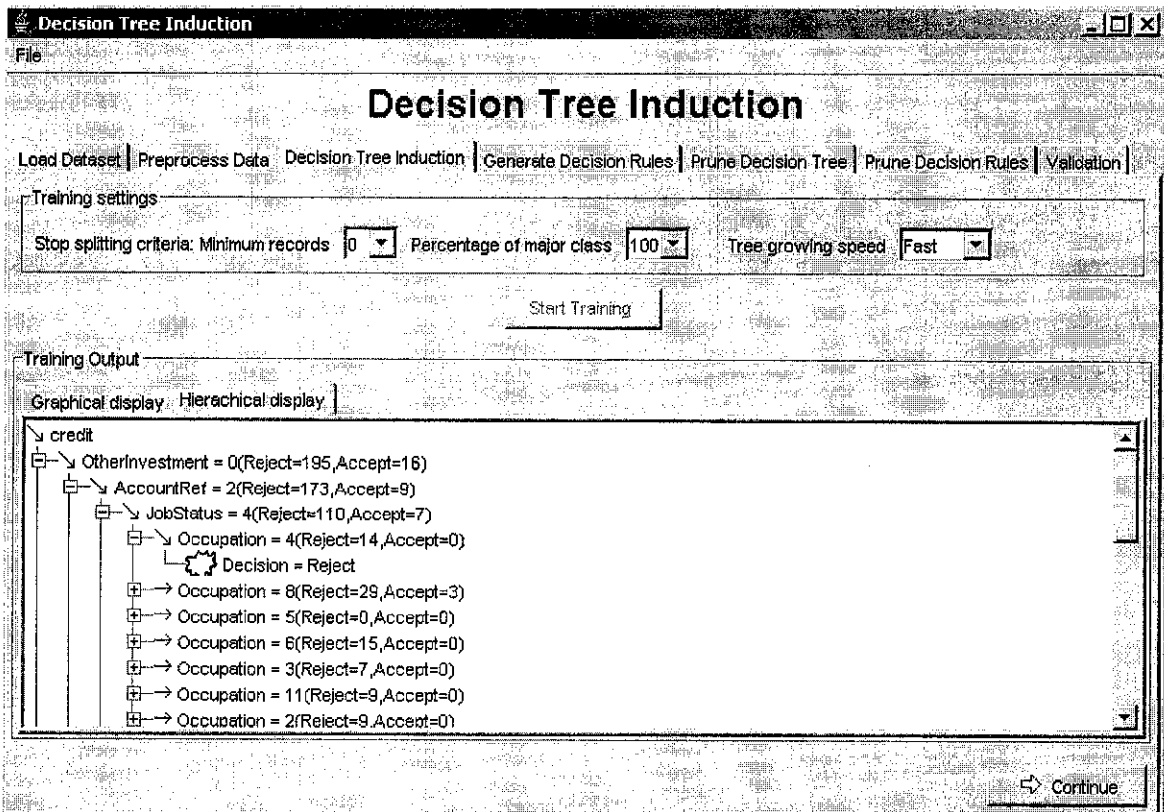 Decision Tree Induction
File
Decision Tree Induction
Load Dataset Preprocess Data Decision Tree Induction Generate Decision Rules Prune Decision Tree Prune Decision Rules Validation
Training settings
Stop splitting criteria: Minimum records 0 Percentage of major class 100 Tree growing speed Fast
Start Training
Training Output
Graphical display Hierachical display
credit
OtherInvestment = 0(Reject=195,Accept=16)
AccountRef = 2(Reject=173,Accept=9)
JobStatus = 4(Reject=110,Accept=7)
Occupation = 4(Reject=14,Accept=0)
Decision = Reject
Occupation = 8(Reject=29,Accept=3)
Occupation = 5(Reject=0,Accept=0)
Occupation = 6(Reject=15,Accept=0)
Occupation = 3(Reject=7,Accept=0)
Occupation = 11(Reject=9,Accept=0)
Occupation = 2(Reject=9,Accept=0)
Continue